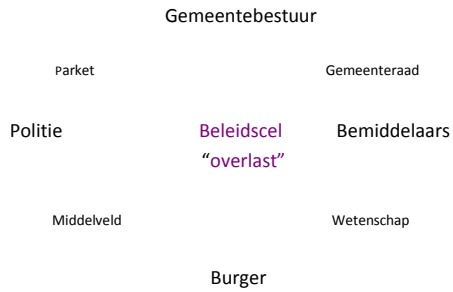 Gemeentebestuur
Parket Gemeenteraad
Politie Beleidscel Bemiddelaars
“overlast”
Middelveld Wetenschap
Burger